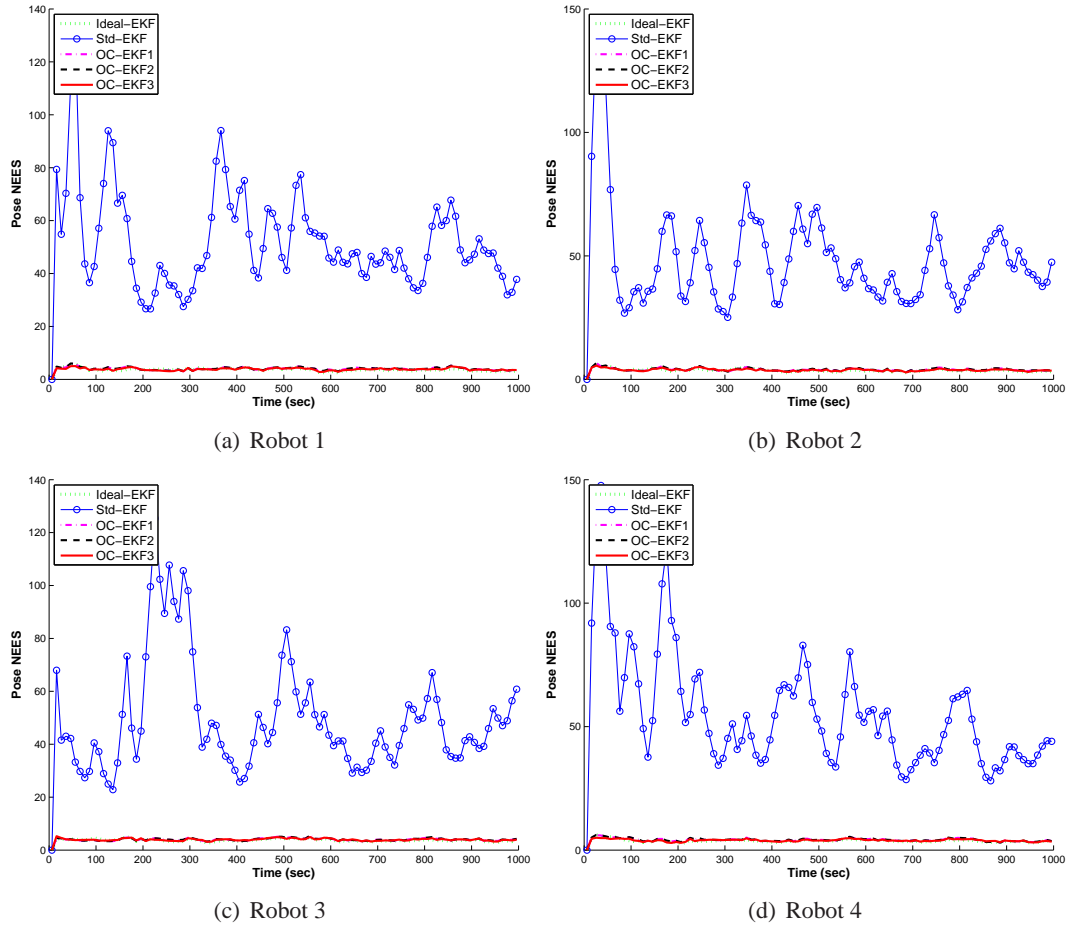 140
120
100
80
60
40
20
0
Pose NEES
Ideal-EKF
Std-EKF
OC-EKF1
OC-EKF2
OC-EKF3
0 100 200 300 400 500 600 700 800 900 1000
Time (sec)
(a) Robot 1
150
100
50
0
Pose NEES
Ideal-EKF
Std-EKF
OC-EKF1
OC-EKF2
OC-EKF3
0 100 200 300 400 500 600 700 800 900 1000
Time (sec)
(b) Robot 2
140
120
100
80
60
40
20
0
Pose NEES
Ideal-EKF
Std-EKF
OC-EKF1
OC-EKF2
OC-EKF3
0 100 200 300 400 500 600 700 800 900 1000
Time (sec)
(c) Robot 3
150
100
50
0
Pose NEES
Ideal-EKF
Std-EKF
OC-EKF1
OC-EKF2
OC-EKF3
0 100 200 300 400 500 600 700 800 900 1000
Time (sec)
(d) Robot 4